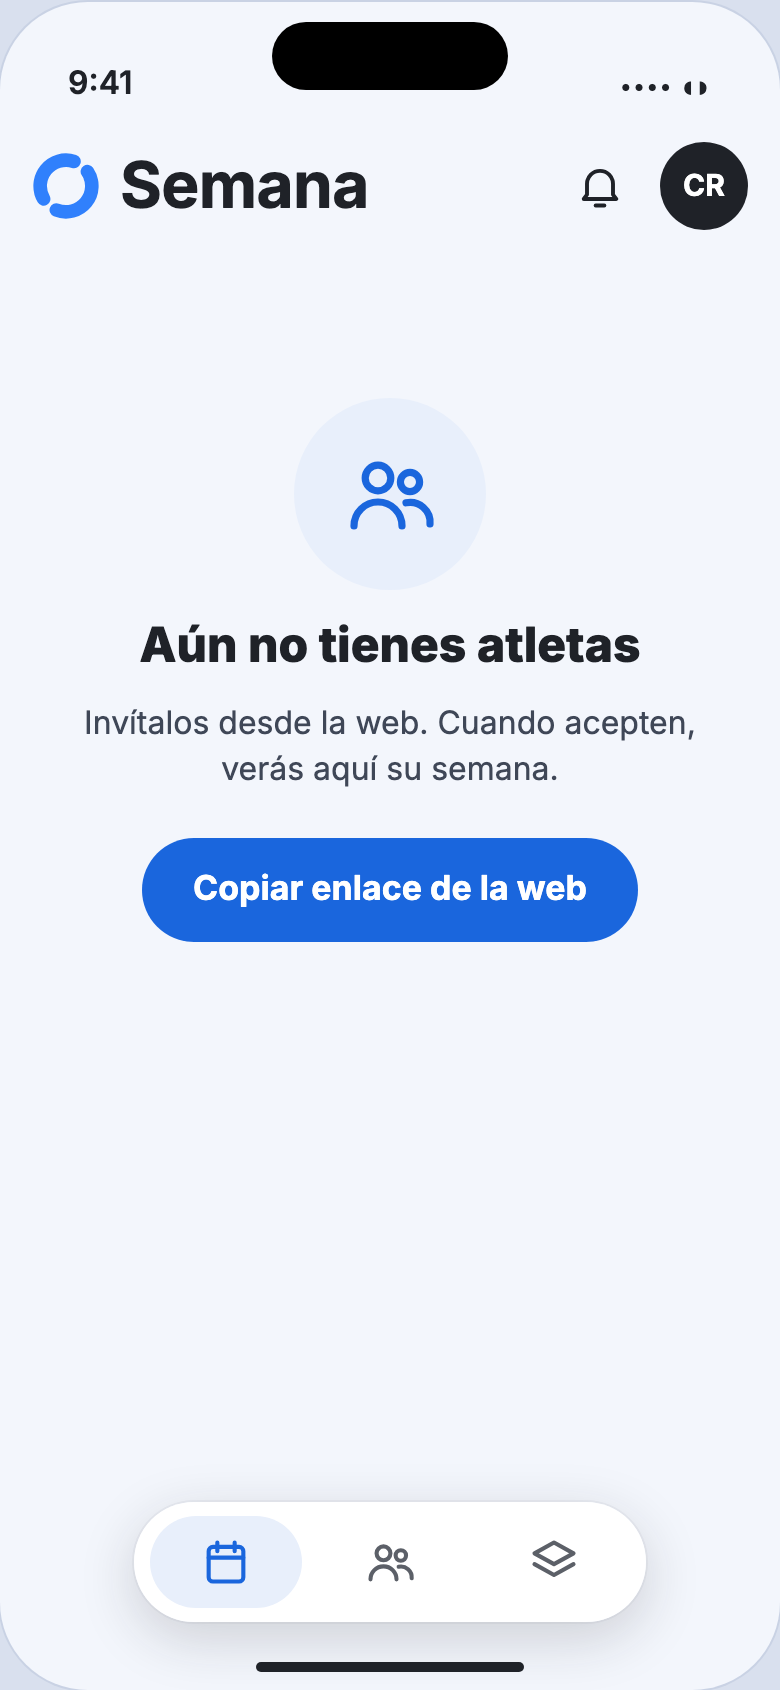 9:41
Semana
CR
Aún no tienes atletas
Invítalos desde la web. Cuando acepten,
verás aquí su semana.
Copiar enlace de la web